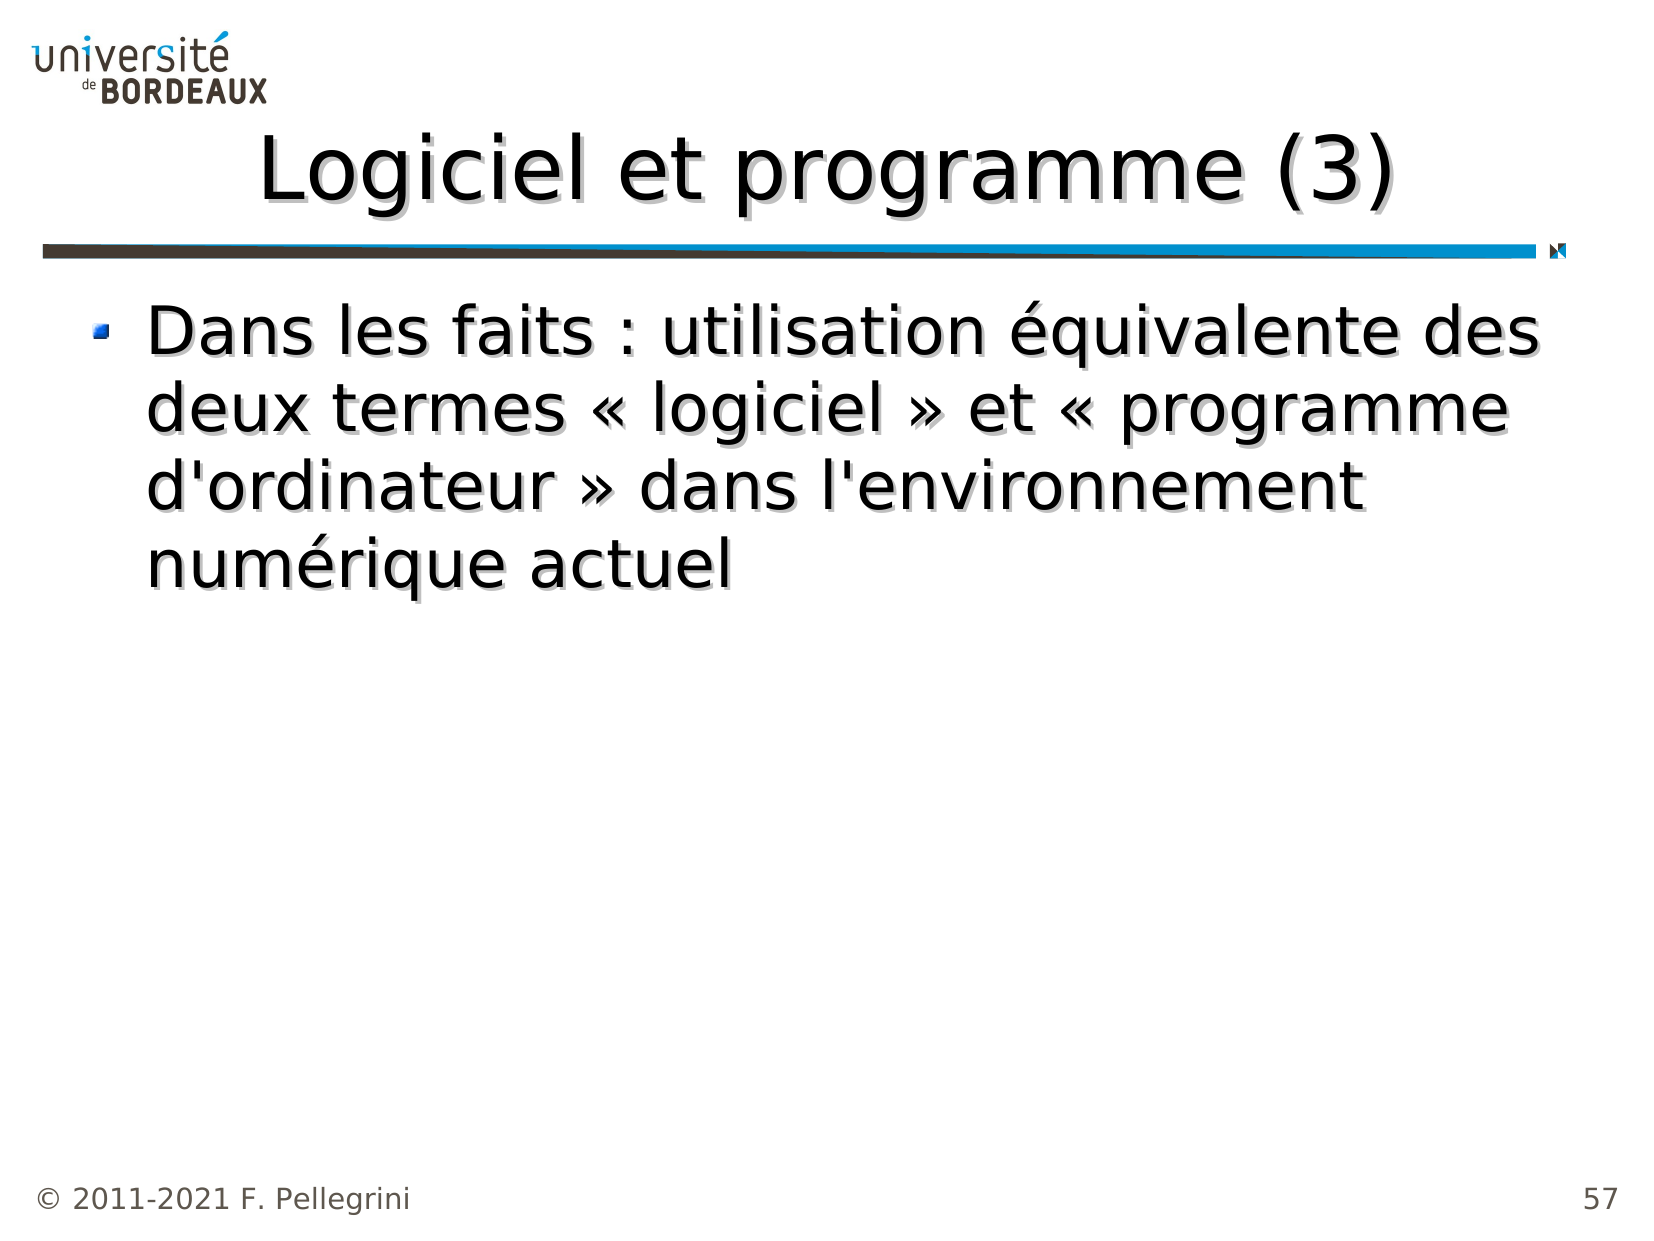 université
de BORDEAUX
Logiciel et programme (3)
Dans les faits : utilisation équivalente des
deux termes « logiciel » et « programme
d'ordinateur » dans l'environnement
numérique actuel
© 2011-2021 F. Pellegrini
57